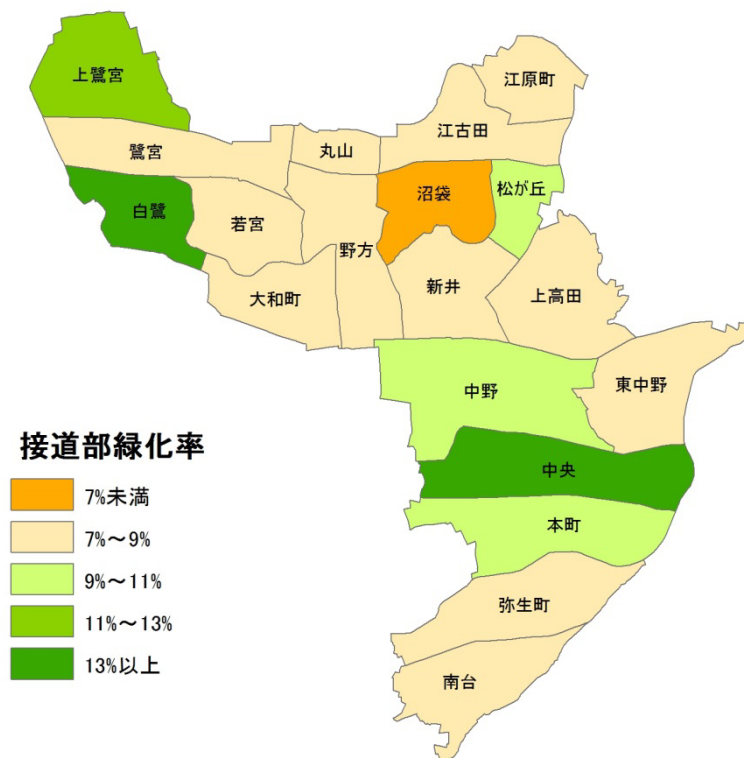 上鷺宮
江原町
江古田
鷺宮
丸山
沼袋
松が丘
白鷺
若宮
野方
新井
上高田
大和町
中野
東中野
中央
本町
弥生町
南台
接道部緑化率
7%未満
7%～9%
9%～11%
11%～13%
13%以上